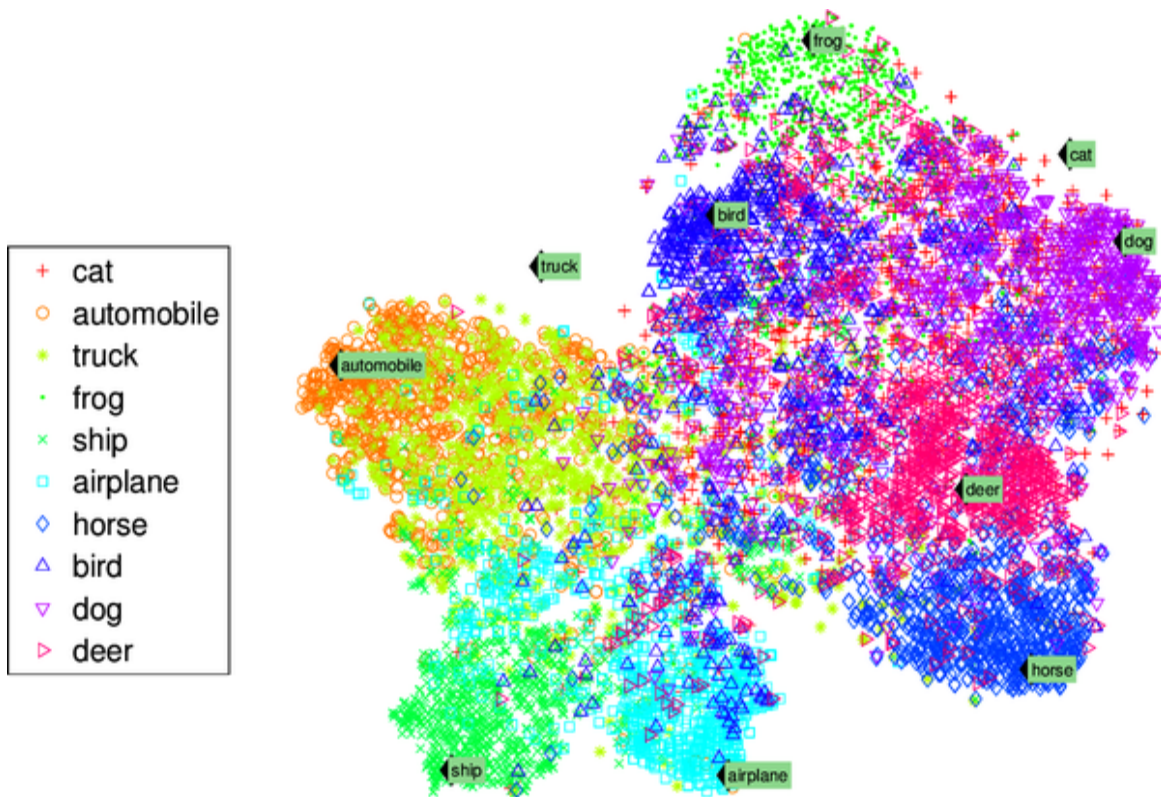 cat
automobile
truck
frog
ship
airplane
horse
bird
dog
deer
frog
cat
bird
dog
truck
automobile
deer
horse
ship
airplane